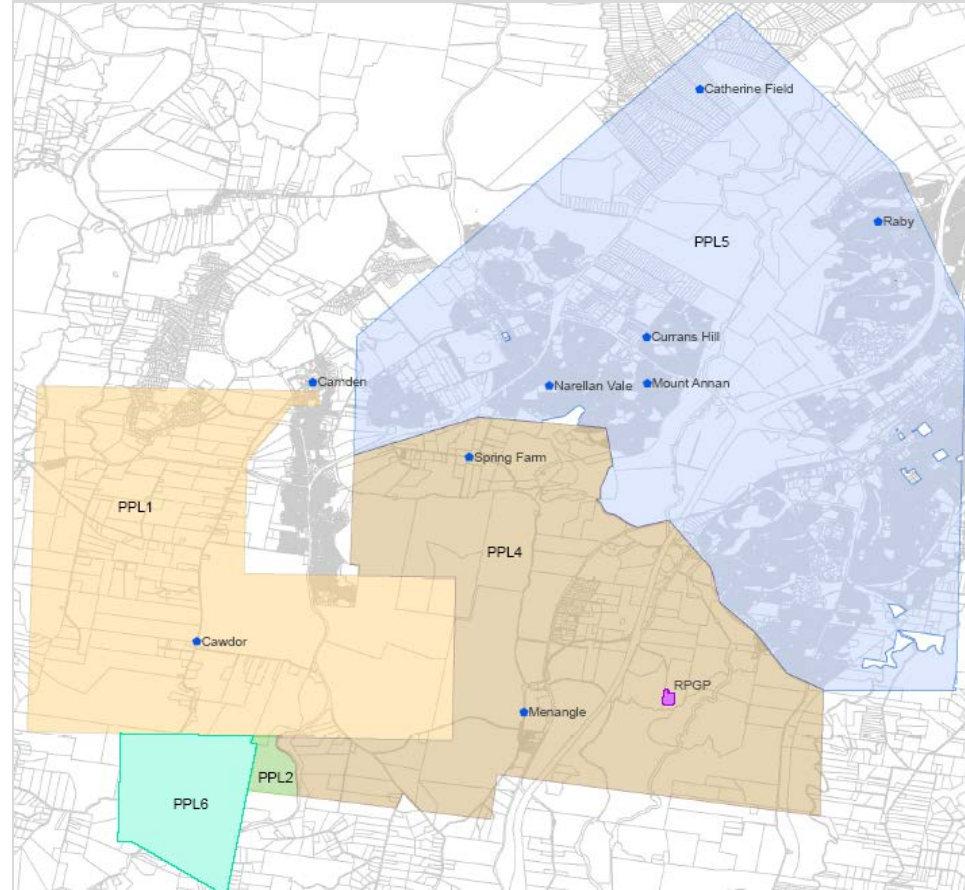 Catherine Field
Raby
PPL5
Currans Hill
Camden
Narellan Vale
Mount Annan
Spring Farm
PPL1
PPL4
Cawdor
RPGP
Menangle
PPL2
PPL6